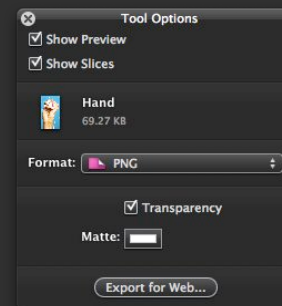 Tool Options
Show Preview
Show Slices
Hand
69.27 KB
Format: PNG
Transparency
Matte:
Export for Web...